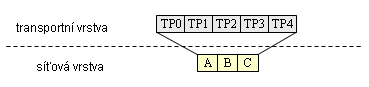 transportní vrstva TP0 TP1 TP2 TP3 TP4
síťová vrstva A B C